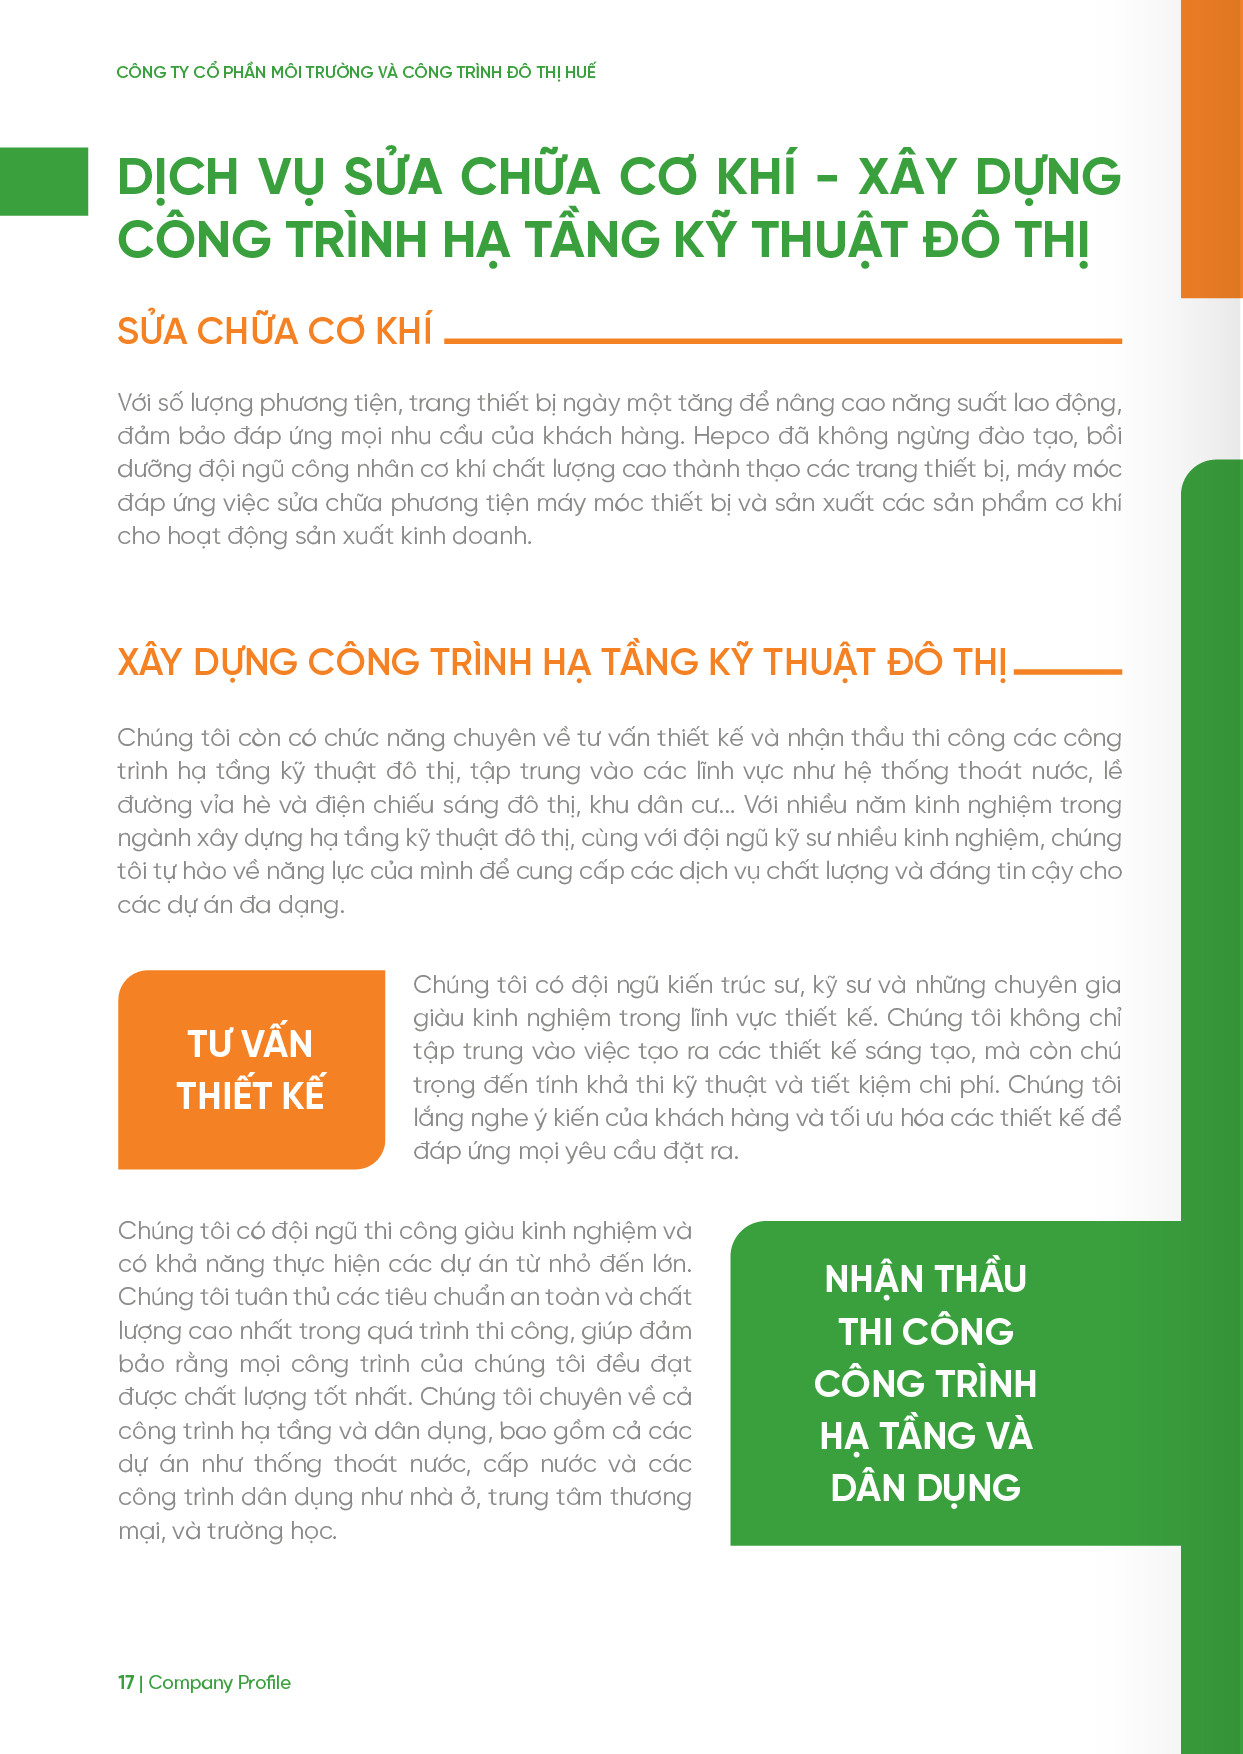 CÔNG TY CỔ PHẦN MÔI TRƯỜNG VÀ CÔNG TRÌNH ĐÔ THỊ HUẾ
DỊCH VỤ SỬA CHỮA CƠ KHÍ - XÂY DỰNG
CÔNG TRÌNH HẠ TẦNG KỸ THUẬT ĐÔ THỊ
SỬA CHỮA CƠ KHÍ
Với số lượng phương tiện, trang thiết bị ngày một tăng để nâng cao năng suất lao động,
đảm bảo đáp ứng mọi nhu cầu của khách hàng. Hepco đã không ngừng đào tạo, bồi
dưỡng đội ngũ công nhân cơ khí chất lượng cao thành thạo các trang thiết bị, máy móc
đáp ứng việc sửa chữa phương tiện máy móc thiết bị và sản xuất các sản phẩm cơ khí
cho hoạt động sản xuất kinh doanh.
XÂY DỰNG CÔNG TRÌNH HẠ TẦNG KỸ THUẬT ĐÔ THỊ
Chúng tôi còn có chức năng chuyên về tư vấn thiết kế và nhận thầu thi công các công
trình hạ tầng kỹ thuật đô thị, tập trung vào các lĩnh vực như hệ thống thoát nước, lề
đường vỉa hè và điện chiếu sáng đô thị, khu dân cư... Với nhiều năm kinh nghiệm trong
ngành xây dựng hạ tầng kỹ thuật đô thị, cùng với đội ngũ kỹ sư nhiều kinh nghiệm, chúng
tôi tự hào về năng lực của mình để cung cấp các dịch vụ chất lượng và đáng tin cậy cho
các dự án đa dạng.
TƯ VẤN
THIẾT KẾ
Chúng tôi có đội ngũ kiến trúc sư, kỹ sư và những chuyên gia
giàu kinh nghiệm trong lĩnh vực thiết kế. Chúng tôi không chỉ
tập trung vào việc tạo ra các thiết kế sáng tạo, mà còn chú
trọng đến tính khả thi kỹ thuật và tiết kiệm chi phí. Chúng tôi
lắng nghe ý kiến của khách hàng và tối ưu hóa các thiết kế để
đáp ứng mọi yêu cầu đặt ra.
Chúng tôi có đội ngũ thi công giàu kinh nghiệm và
có khả năng thực hiện các dự án từ nhỏ đến lớn.
Chúng tôi tuân thủ các tiêu chuẩn an toàn và chất
lượng cao nhất trong quá trình thi công, giúp đảm
bảo rằng mọi công trình của chúng tôi đều đạt
được chất lượng tốt nhất. Chúng tôi chuyên về cả
công trình hạ tầng và dân dụng, bao gồm cả các
dự án như thống thoát nước, cấp nước và các
công trình dân dụng như nhà ở, trung tâm thương
mại, và trường học.
NHẬN THẦU
THI CÔNG
CÔNG TRÌNH
HẠ TẦNG VÀ
DÂN DỤNG
17 | Company Profile